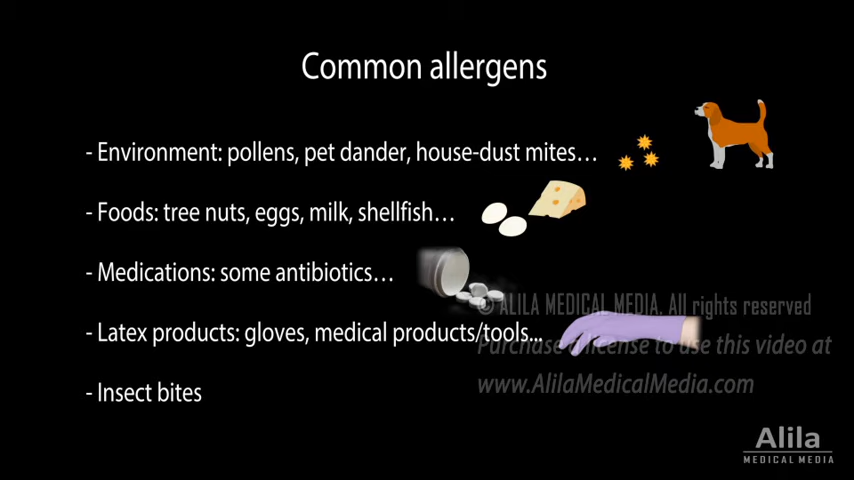 Common allergens
- Environment: pollens, pet dander, house-dust mites...
- Foods: tree nuts, eggs, milk, shellfish...
- Medications: some antibiotics...
© ALILA MEDICAL MEDIA. All rights reserved
- Latex products: gloves, medical products/tools...
Purchase a license to use this video at
www.AlilaMedicalMedia.com
- Insect bites
Alila
MEDICAL MEDIA